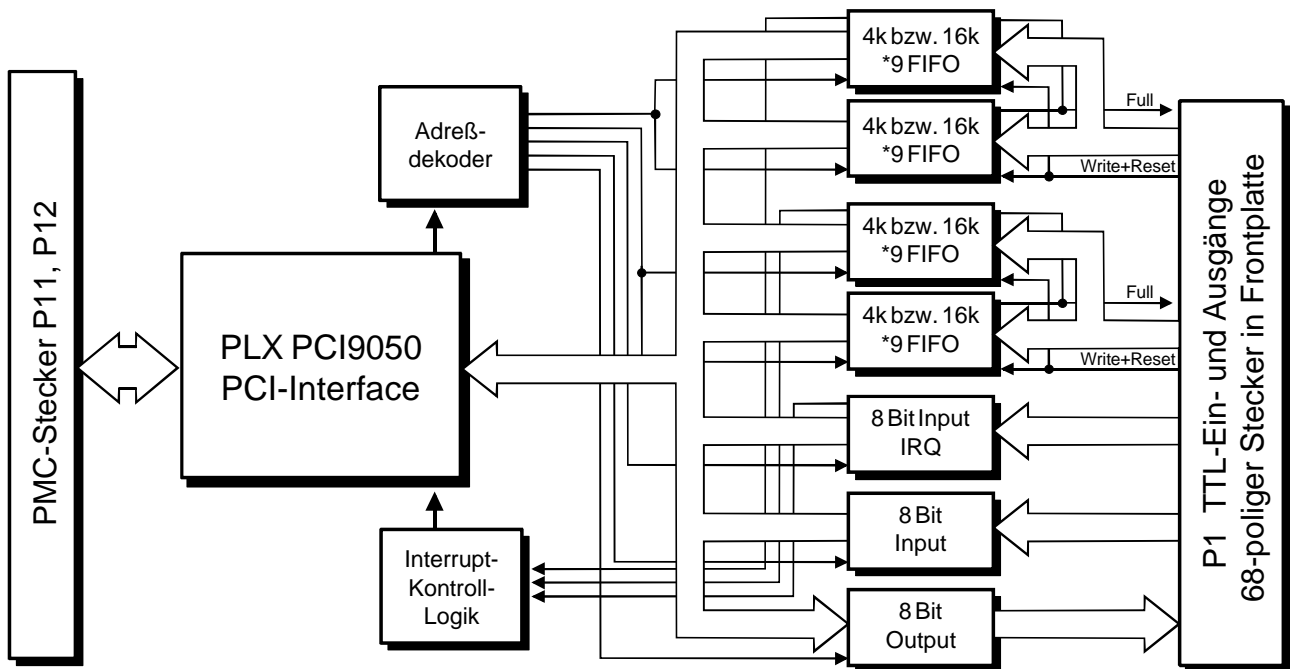 PMC-Stecker P11, P12
PLX PCI9050
PCI-Interface
Adreß-
dekoder
Interrupt-
Kontroll-
Logik
4k bzw. 16k
*9 FIFO
4k bzw. 16k
*9 FIFO
4k bzw. 16k
*9 FIFO
4k bzw. 16k
*9 FIFO
8 Bit Input
IRQ
8 Bit
Input
8 Bit
Output
Full
Write+Reset
Full
Write+Reset
P1 TTL-Ein- und Ausgänge
68-poliger Stecker in Frontplatte